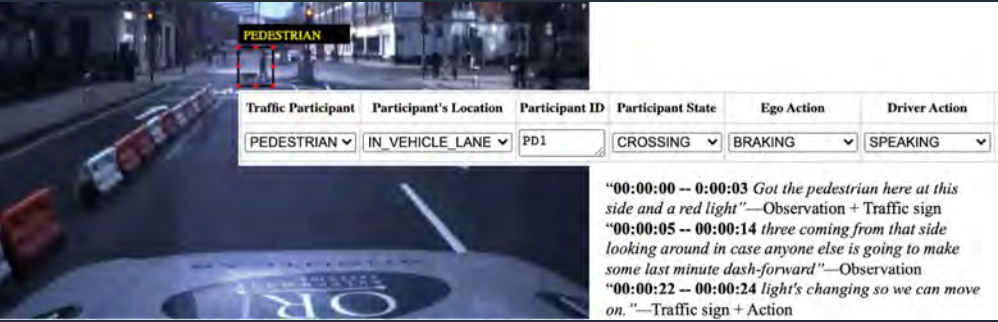 PEDESTRIAN
Traffic Participant Participant's Location Participant ID Participant State Ego Action Driver Action
PEDESTRIAN IN_VEHICLE_LANE PD1 CROSSING BRAKING SPEAKING
“00:00:00 -- 0:00:03 Got the pedestrian here at this
side and a red light”—Observation + Traffic sign
“00:00:05 -- 00:00:14 three coming from that side
looking around in case anyone else is going to make
some last minute dash-forward”—Observation
“00:00:22 -- 00:00:24 light's changing so we can move
on.”—Traffic sign + Action